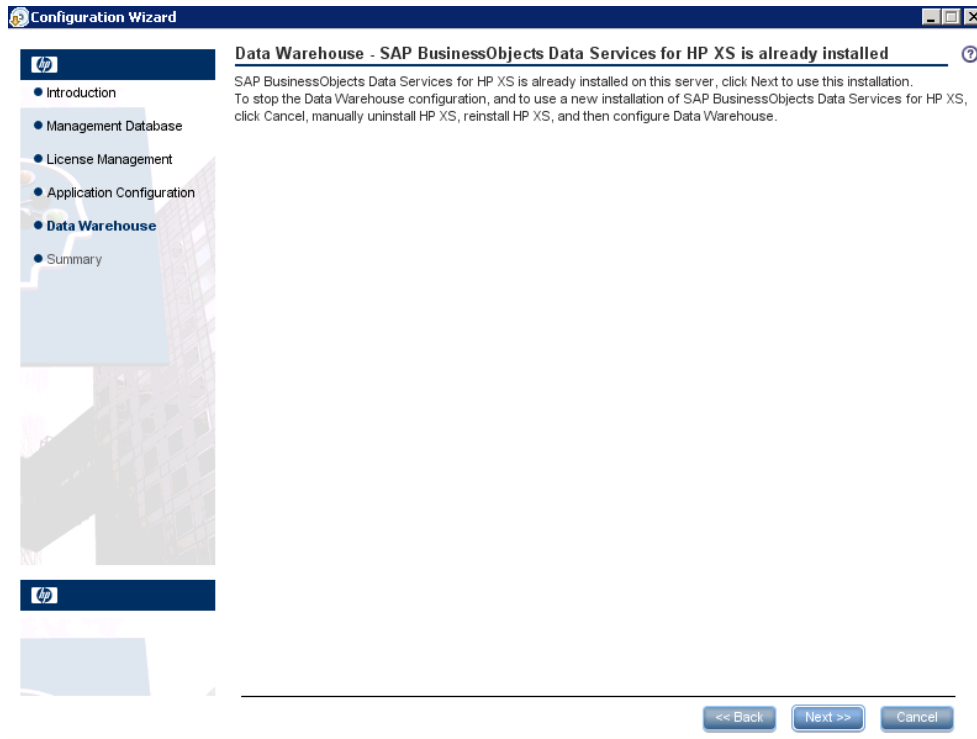 Configuration Wizard
hp
Introduction
Management Database
License Management
Application Configuration
Data Warehouse
Summary
hp
Data Warehouse - SAP BusinessObjects Data Services for HP XS is already installed
SAP BusinessObjects Data Services for HP XS is already installed on this server, click Next to use this installation.
To stop the Data Warehouse configuration, and to use a new installation of SAP BusinessObjects Data Services for HP XS,
click Cancel, manually uninstall HP XS, reinstall HP XS, and then configure Data Warehouse.
<< Back
Next >>
Cancel